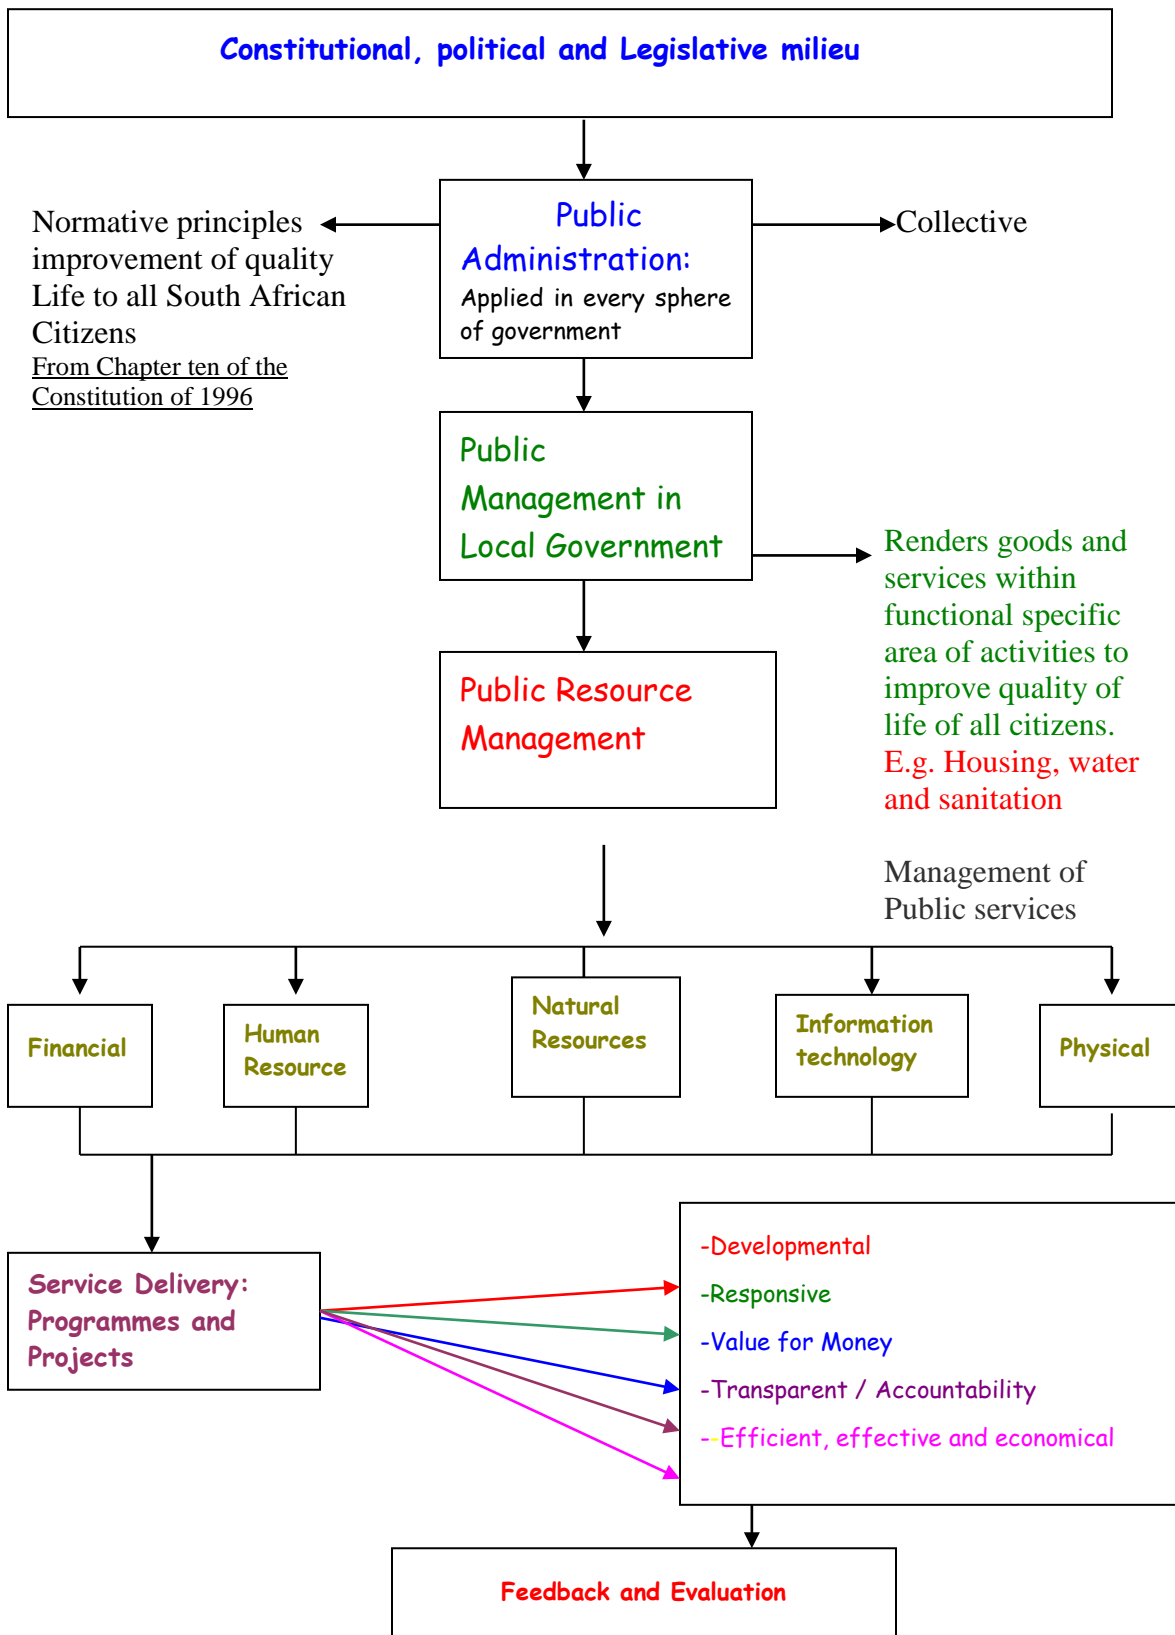 Constitutional, political and Legislative milieu
Public
Administration:
Applied in every sphere
of government
Normative principles
improvement of quality
Life to all South African
Citizens
From Chapter ten of the
Constitution of 1996
Collective
Public
Management in
Local Government
Renders goods and
services within
functional specific
area of activities to
improve quality of
life of all citizens.
E.g. Housing, water
and sanitation
Public Resource
Management
Management of
Public services
Financial
Human
Resource
Natural
Resources
Information
technology
Physical
Service Delivery:
Programmes and
Projects
-Developmental
-Responsive
-Value for Money
-Transparent / Accountability
--Efficient, effective and economical
Feedback and Evaluation